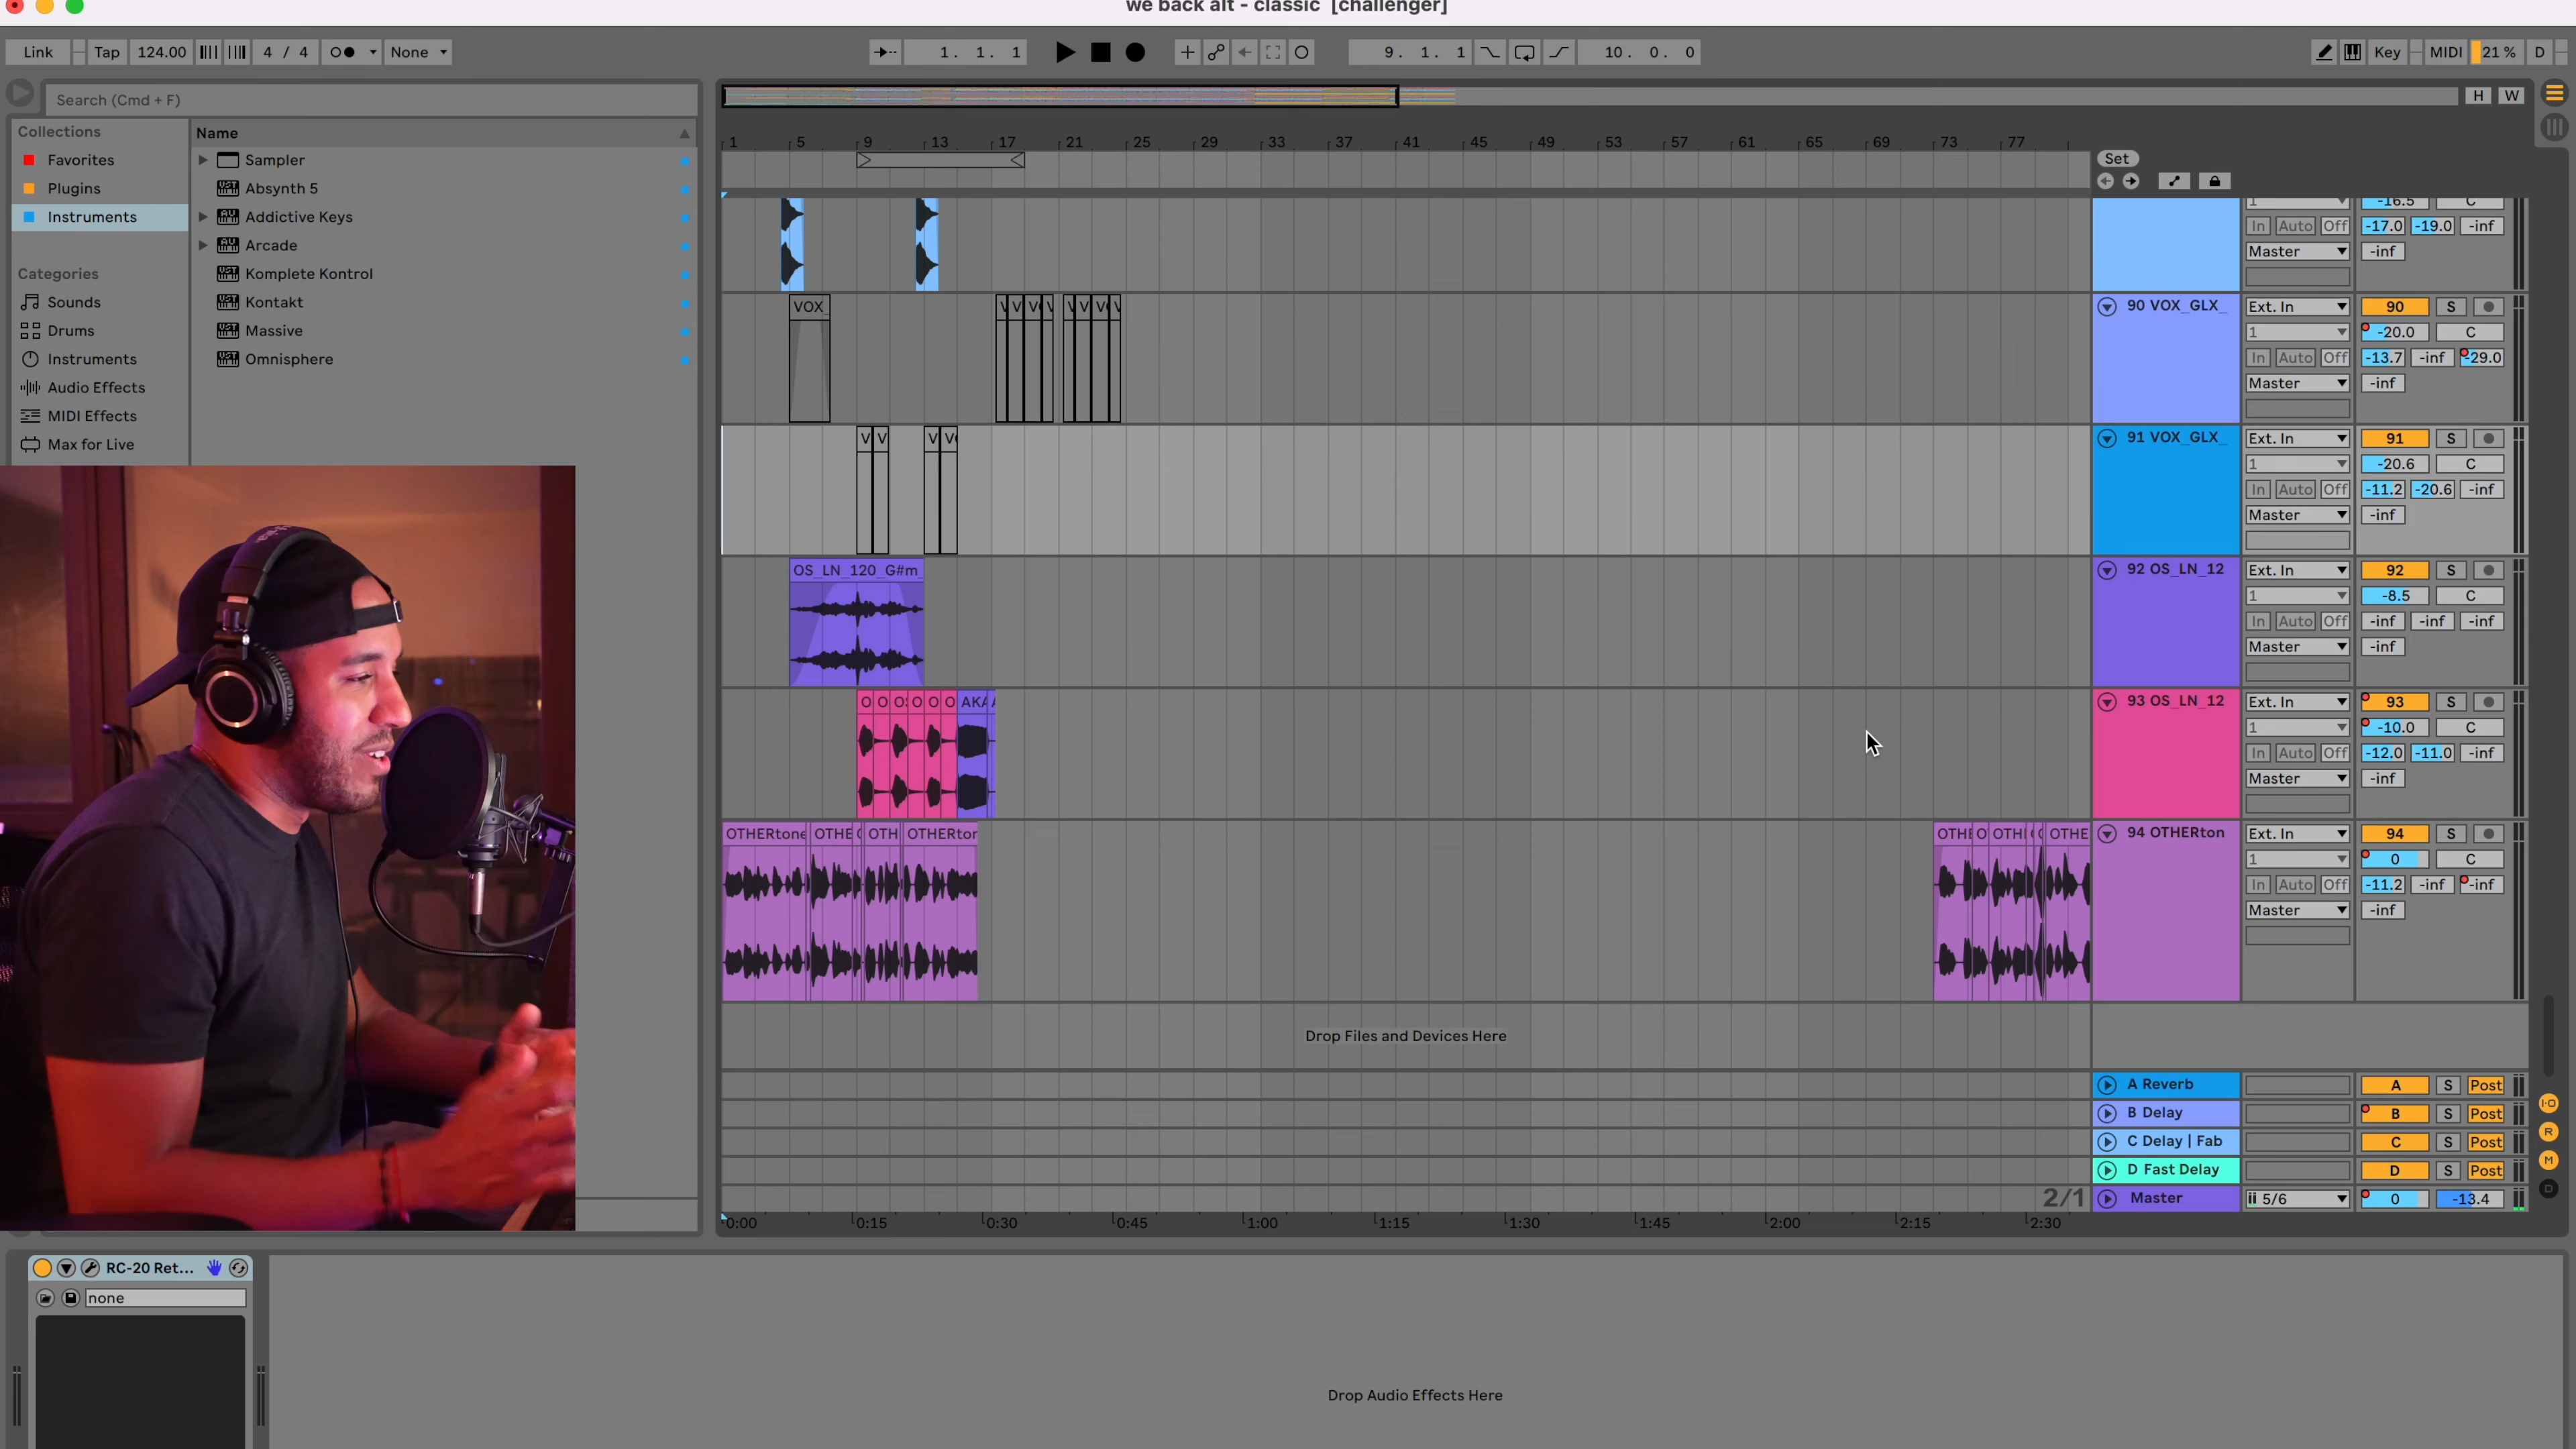 we back alt - classic [challenger]
Link Tap 124.00 4 / 4 None 1. 1. 1 9. 1. 1 10. 0. 0 Key MIDI 21 % D
Search (Cmd + F)
H W
Collections Name
Favorites
Plugins
Instruments
Categories
Sounds
Drums
Instruments
Audio Effects
MIDI Effects
Max for Live
Sampler
Absynth 5
Addictive Keys
Arcade
Komplete Kontrol
Kontakt
Massive
Omnisphere
1 5 9 13 17 21 25 29 33 37 41 45 49 53 57 61 65 69 73 77
Set
1 -16.5 C
In Auto Off -17.0 -19.0 -inf
Master -inf
VOX_ V V V V V V
90 VOX_GLX_ Ext. In 90 S
1 -20.0 C
In Auto Off -13.7 -inf -29.0
Master -inf
V V V
91 VOX_GLX_ Ext. In 91 S
1 -20.6 C
In Auto Off -11.2 -20.6 -inf
Master -inf
OS_LN_120_G#m_
92 OS_LN_12 Ext. In 92 S
1 -8.5 C
In Auto Off -inf -inf -inf
Master -inf
O O O O O O AKA
93 OS_LN_12 Ext. In 93 S
1 -10.0 C
In Auto Off -12.0 -11.0 -inf
Master -inf
OTHERtone OTHE OTH OTHERtor OTHE O OTH OTHE
94 OTHERton Ext. In 94 S
1 0 C
In Auto Off -11.2 -inf -inf
Master -inf
Drop Files and Devices Here
A Reverb A S Post
B Delay B S Post
C Delay | Fab C S Post
D Fast Delay D S Post
2/1 Master 5/6 0 -13.4
I·O
R
M
D
0:00 0:15 0:30 0:45 1:00 1:15 1:30 1:45 2:00 2:15 2:30
RC-20 Ret...
none
Drop Audio Effects Here